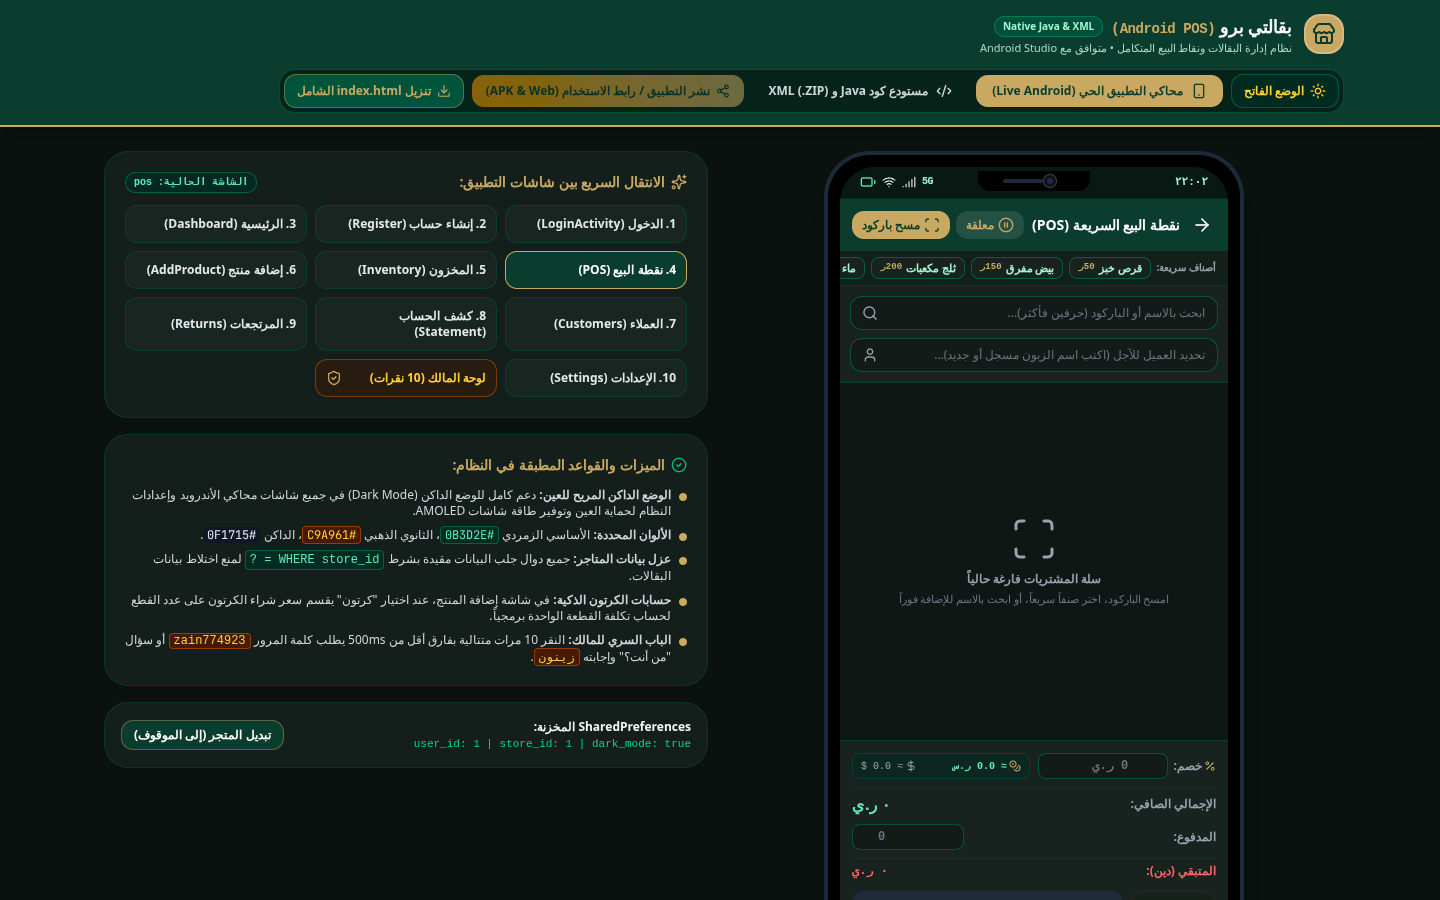 بقالتي برو (Android POS) Native Java & XML
نظام إدارة البقالات ونقاط البيع المتكامل • متوافق مع Android Studio
الوضع الفاتح
محاكي التطبيق الحي (Live Android)
مستودع كود Java و XML (.ZIP)
نشر التطبيق / رابط الاستخدام (APK & Web)
تنزيل index.html الشامل
٢٢:٠٢
5G
نقطة البيع السريعة (POS)
معلقة
مسح باركود
أصناف سريعة:
قرص خبز 50ر
بيض مفرق 150ر
ثلج مكعبات 200ر
ماء
ابحث بالاسم أو الباركود (حرفين فأكثر)...
تحديد العميل للآجل (اكتب اسم الزبون مسجل أو جديد)...
سلة المشتريات فارغة حالياً
امسح الباركود، اختر صنفاً سريعاً، أو ابحث بالاسم للإضافة فوراً
خصم:
0 ر.ي
≈ 0.0 ر.س
≈ 0.0 $
الإجمالي الصافي:
٠ ر.ي
المدفوع:
0
المتبقي (دين):
٠ ر.ي
الانتقال السريع بين شاشات التطبيق:
الشاشة الحالية: pos
1. الدخول (LoginActivity)
2. إنشاء حساب (Register)
3. الرئيسية (Dashboard)
4. نقطة البيع (POS)
5. المخزون (Inventory)
6. إضافة منتج (AddProduct)
7. العملاء (Customers)
8. كشف الحساب
(Statement)
9. المرتجعات (Returns)
10. الإعدادات (Settings)
لوحة المالك (10 نقرات)
الميزات والقواعد المطبقة في النظام:
الوضع الداكن المريح للعين: دعم كامل للوضع الداكن (Dark Mode) في جميع شاشات محاكي الأندرويد وإعدادات
النظام لحماية العين وتوفير طاقة شاشات AMOLED.
الألوان المحددة: الأساسي الزمردي #0B3D2E، الثانوي الذهبي #C9A961، الداكن #0F1715.
عزل بيانات المتاجر: جميع دوال جلب البيانات مقيدة بشرط WHERE store_id = ? لمنع اختلاط بيانات
البقالات.
حسابات الكرتون الذكية: في شاشة إضافة المنتج، عند اختيار "كرتون" يقسم سعر شراء الكرتون على عدد القطع
لحساب تكلفة القطعة الواحدة برمجياً.
الباب السري للمالك: النقر 10 مرات متتالية بفارق أقل من 500ms يطلب كلمة المرور zain774923 أو سؤال
"من أنت؟" وإجابته زينون.
SharedPreferences المخزنة:
user_id: 1 | store_id: 1 | dark_mode: true
تبديل المتجر (إلى الموقوف)